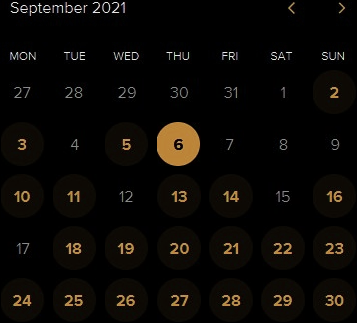 September 2021
MON TUE WED THU FRI SAT SUN
27 28 29 30 31 1 2
3 4 5 6 7 8 9
10 11 12 13 14 15 16
17 18 19 20 21 22 23
24 25 26 27 28 29 30